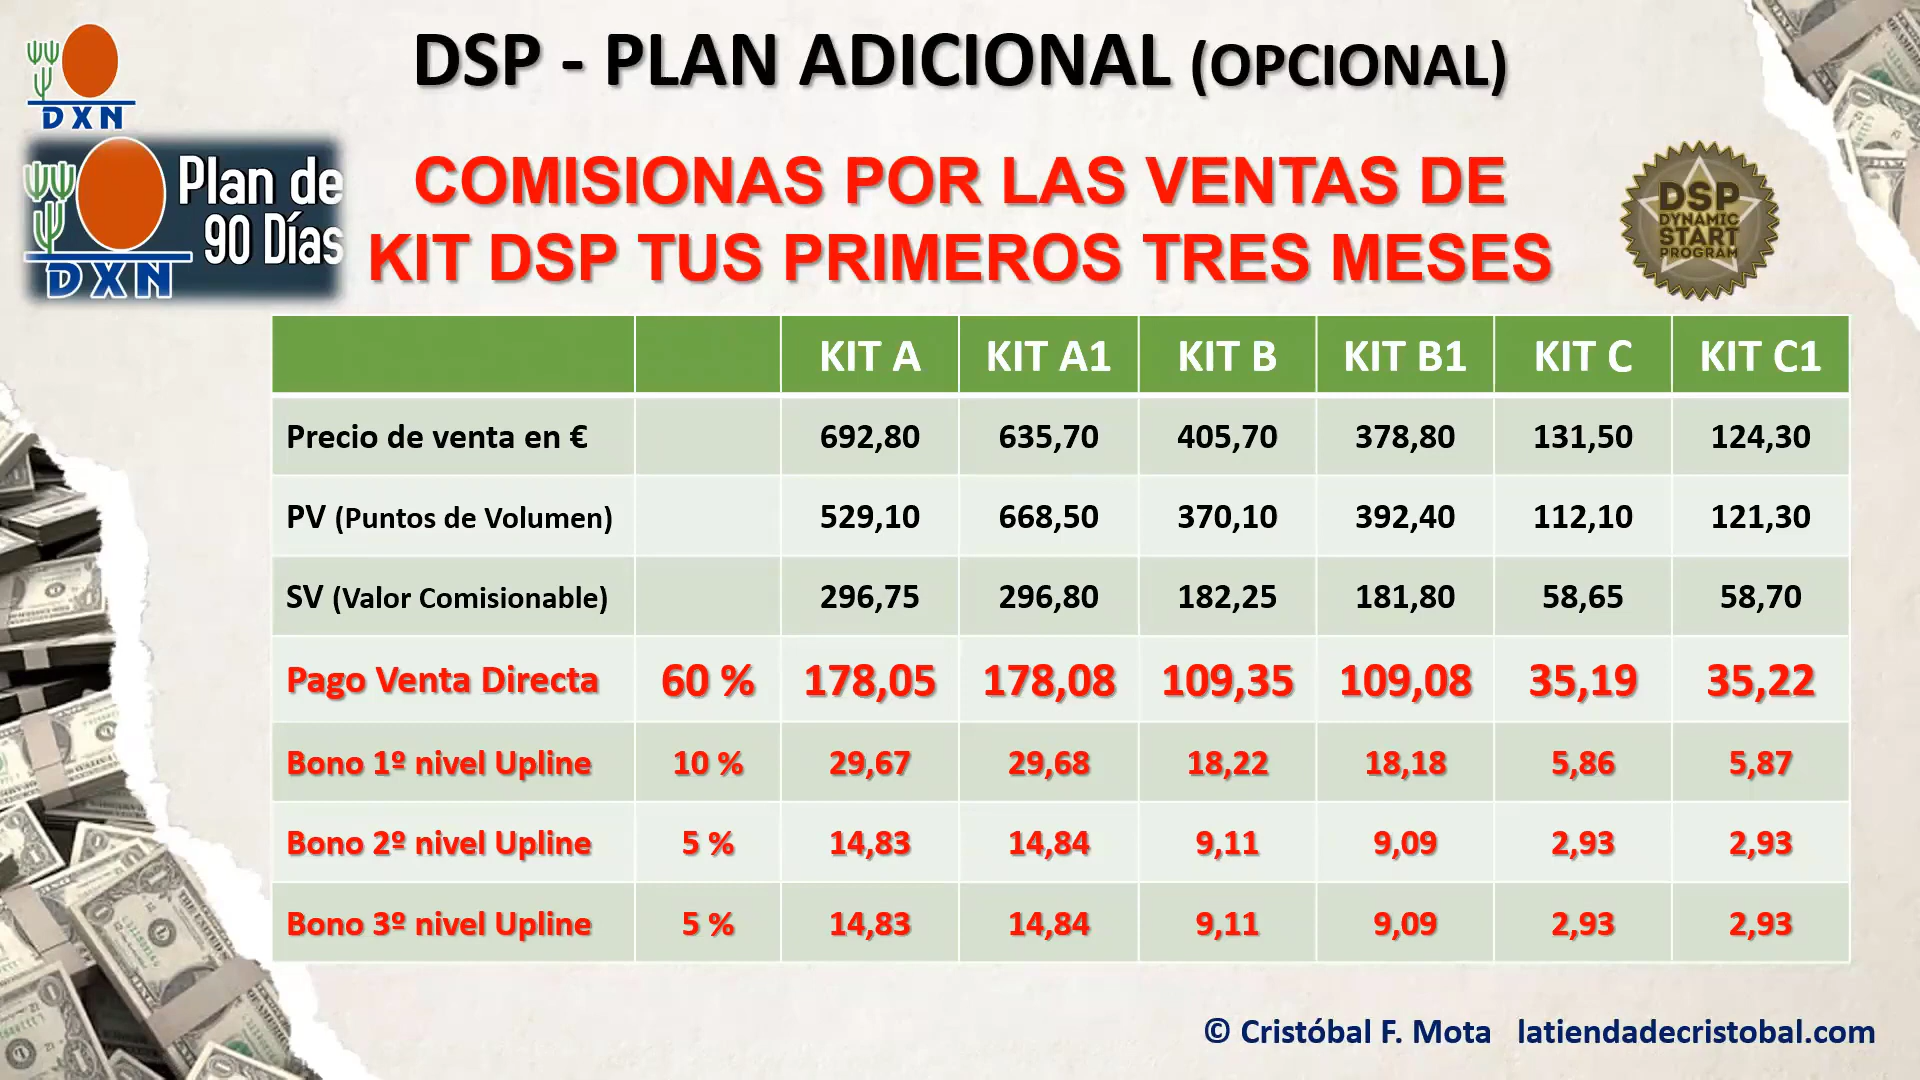 DXN
DSP - PLAN ADICIONAL (OPCIONAL)
Plan de
90 Días
DXN
COMISIONAS POR LAS VENTAS DE
KIT DSP TUS PRIMEROS TRES MESES
DSP
DYNAMIC
START
PROGRAM
KIT A KIT A1 KIT B KIT B1 KIT C KIT C1
Precio de venta en € 692,80 635,70 405,70 378,80 131,50 124,30
PV (Puntos de Volumen) 529,10 668,50 370,10 392,40 112,10 121,30
SV (Valor Comisionable) 296,75 296,80 182,25 181,80 58,65 58,70
Pago Venta Directa 60 % 178,05 178,08 109,35 109,08 35,19 35,22
Bono 1º nivel Upline 10 % 29,67 29,68 18,22 18,18 5,86 5,87
Bono 2º nivel Upline 5 % 14,83 14,84 9,11 9,09 2,93 2,93
Bono 3º nivel Upline 5 % 14,83 14,84 9,11 9,09 2,93 2,93
© Cristóbal F. Mota latiendadecristobal.com